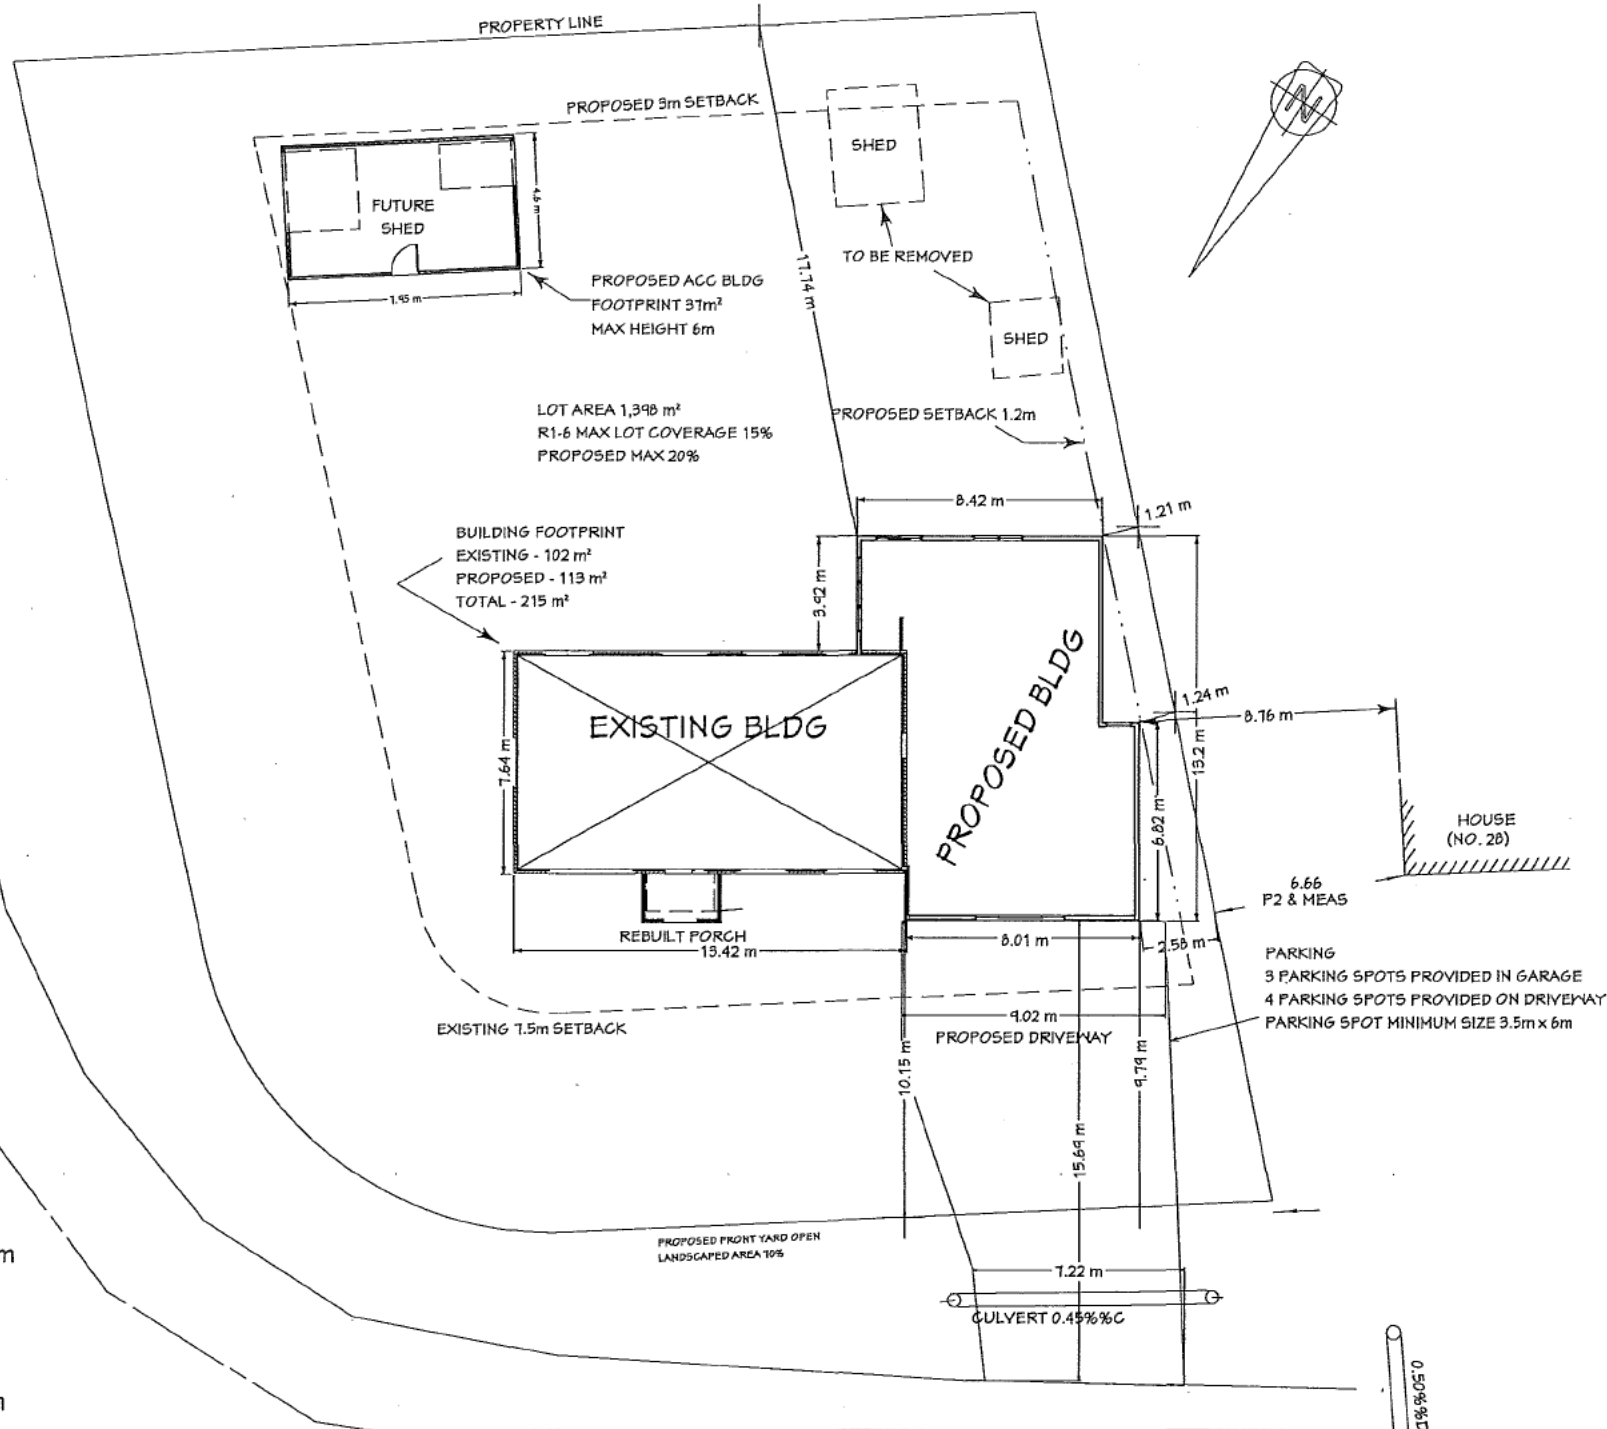 PROPERTY LINE
PROPOSED 3m SETBACK
N
SHED
FUTURE
SHED
4.6 m
TO BE REMOVED
17.74 m
PROPOSED ACC BLDG
FOOTPRINT 37m²
MAX HEIGHT 6m
7.95 m
SHED
LOT AREA 1,398 m²
R1-6 MAX LOT COVERAGE 15%
PROPOSED MAX 20%
PROPOSED SETBACK 1.2m
8.42 m
1.21 m
BUILDING FOOTPRINT
EXISTING - 102 m²
PROPOSED - 113 m²
TOTAL - 215 m²
3.92 m
EXISTING BLDG
PROPOSED BLDG
7.64 m
1.24 m
8.76 m
13.2 m
6.82 m
HOUSE
(NO. 28)
6.66
P2 & MEAS
REBUILT PORCH
13.42 m
8.01 m
2.58 m
PARKING
3 PARKING SPOTS PROVIDED IN GARAGE
4 PARKING SPOTS PROVIDED ON DRIVEWAY
PARKING SPOT MINIMUM SIZE 3.5m x 6m
EXISTING 7.5m SETBACK
9.02 m
PROPOSED DRIVEWAY
10.15 m
9.79 m
15.69 m
PROPOSED FRONT YARD OPEN
LANDSCAPED AREA 70%
m
7.22 m
CULVERT 0.45%%C
0.50%%